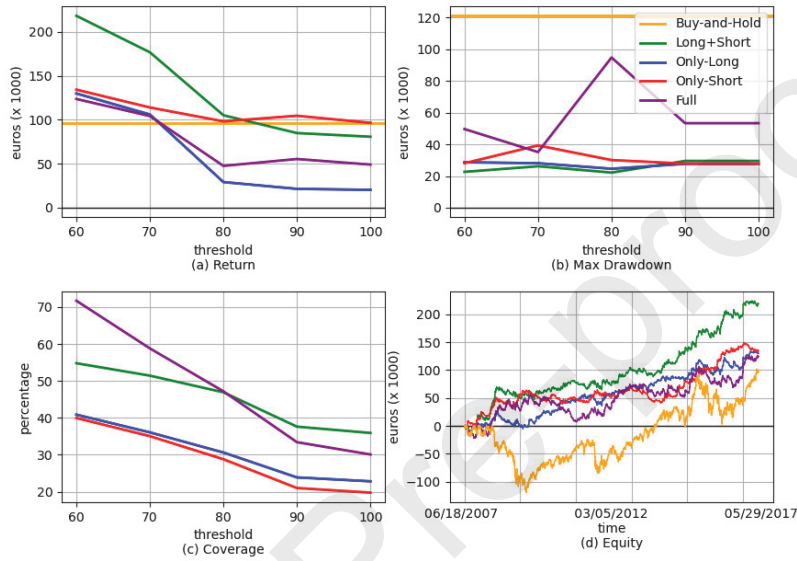 200
150
100
50
0
euros (x 1000)
60 70 80 90 100
threshold
(a) Return
120
100
80
60
40
20
0
euros (x 1000)
Buy-and-Hold
Long+Short
Only-Long
Only-Short
Full
60 70 80 90 100
threshold
(b) Max Drawdown
70
60
50
40
30
20
percentage
60 70 80 90 100
threshold
(c) Coverage
200
150
100
50
0
−50
−100
euros (x 1000)
06/18/2007 03/05/2012 05/29/2017
time
(d) Equity
Pre-proo